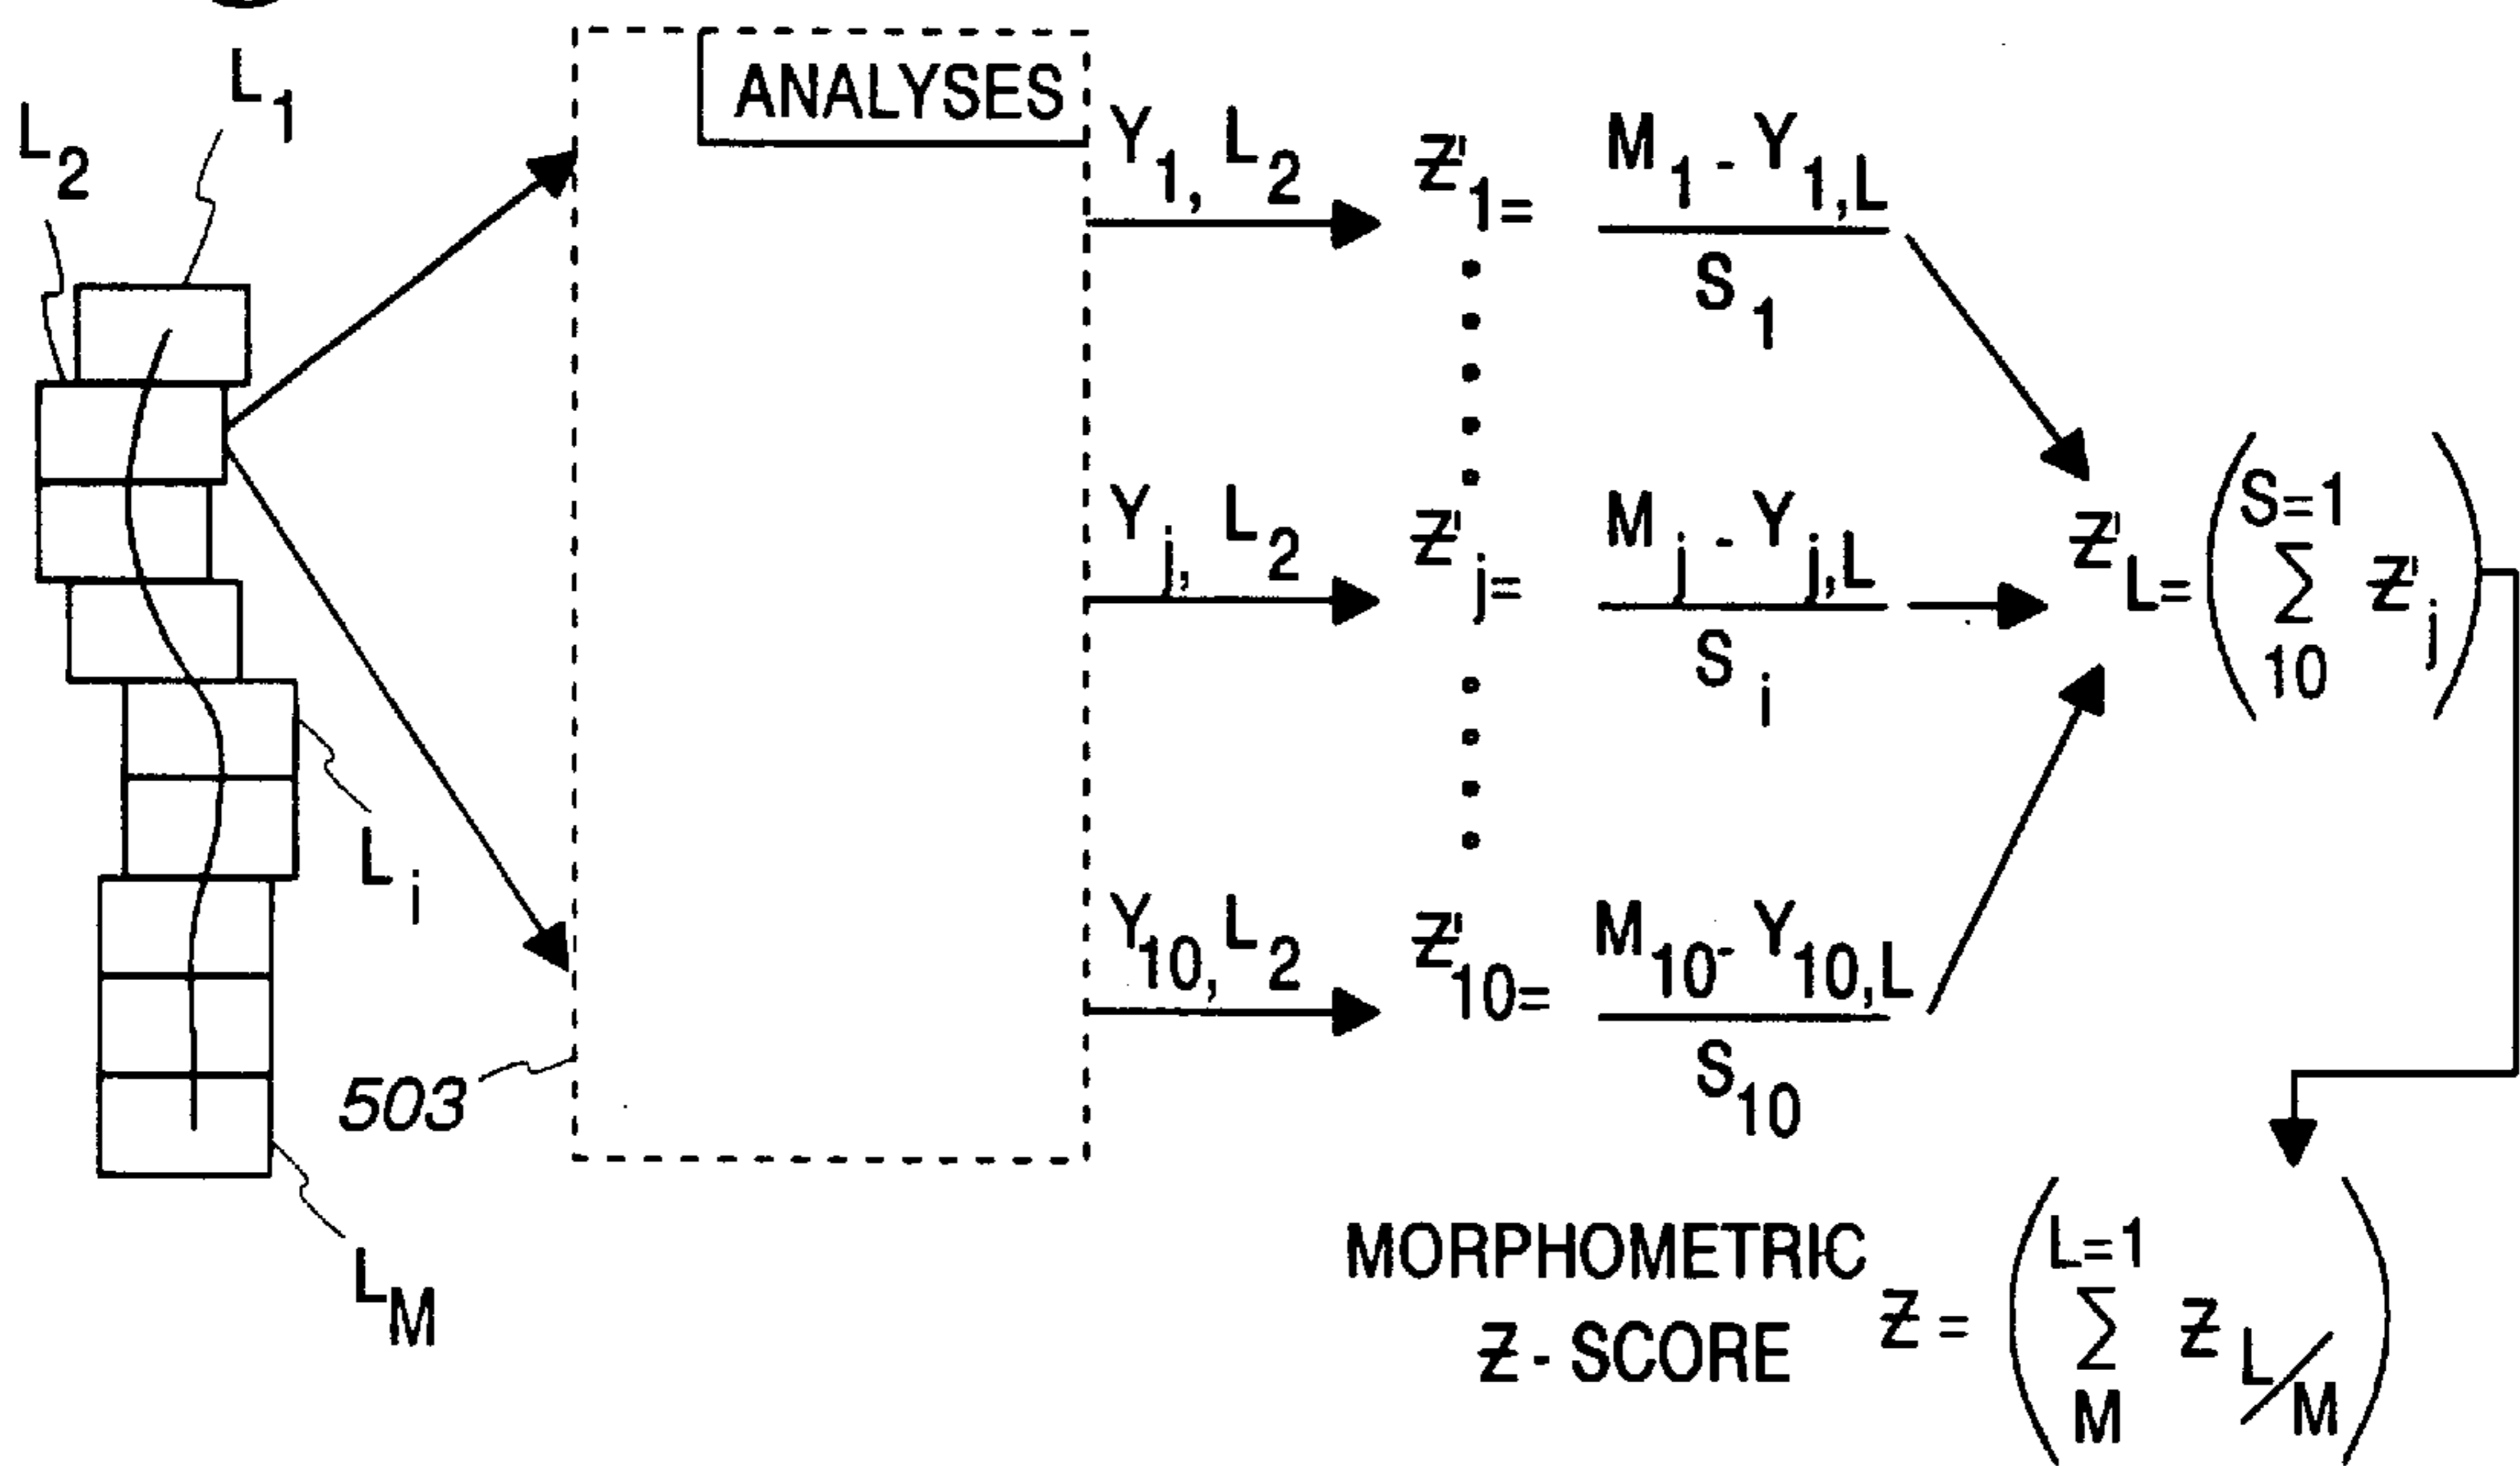 L1
L2
ANALYSES
Y1, L2
Z'1= M1 - Y1,L
S1
Yj, L2
Z'j= Mj - Yj,L
Si
Z'L= (S=1 Σ 10 Z'j)
Li
Y10, L2
Z'10= M10 - Y10,L
S10
503
LM
MORPHOMETRIC
Z - SCORE
Z = (L=1 Σ M Z L/M)